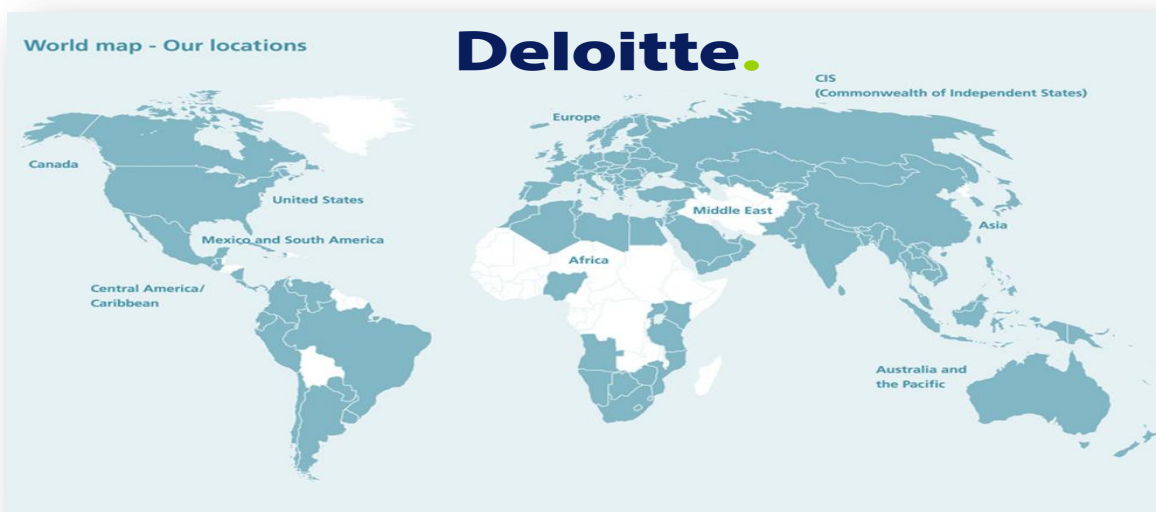 World map - Our locations
Deloitte.
CIS
(Commonwealth of Independent States)
Europe
Canada
United States
Middle East
Asia
Mexico and South America
Africa
Central America/
Caribbean
Australia and
the Pacific